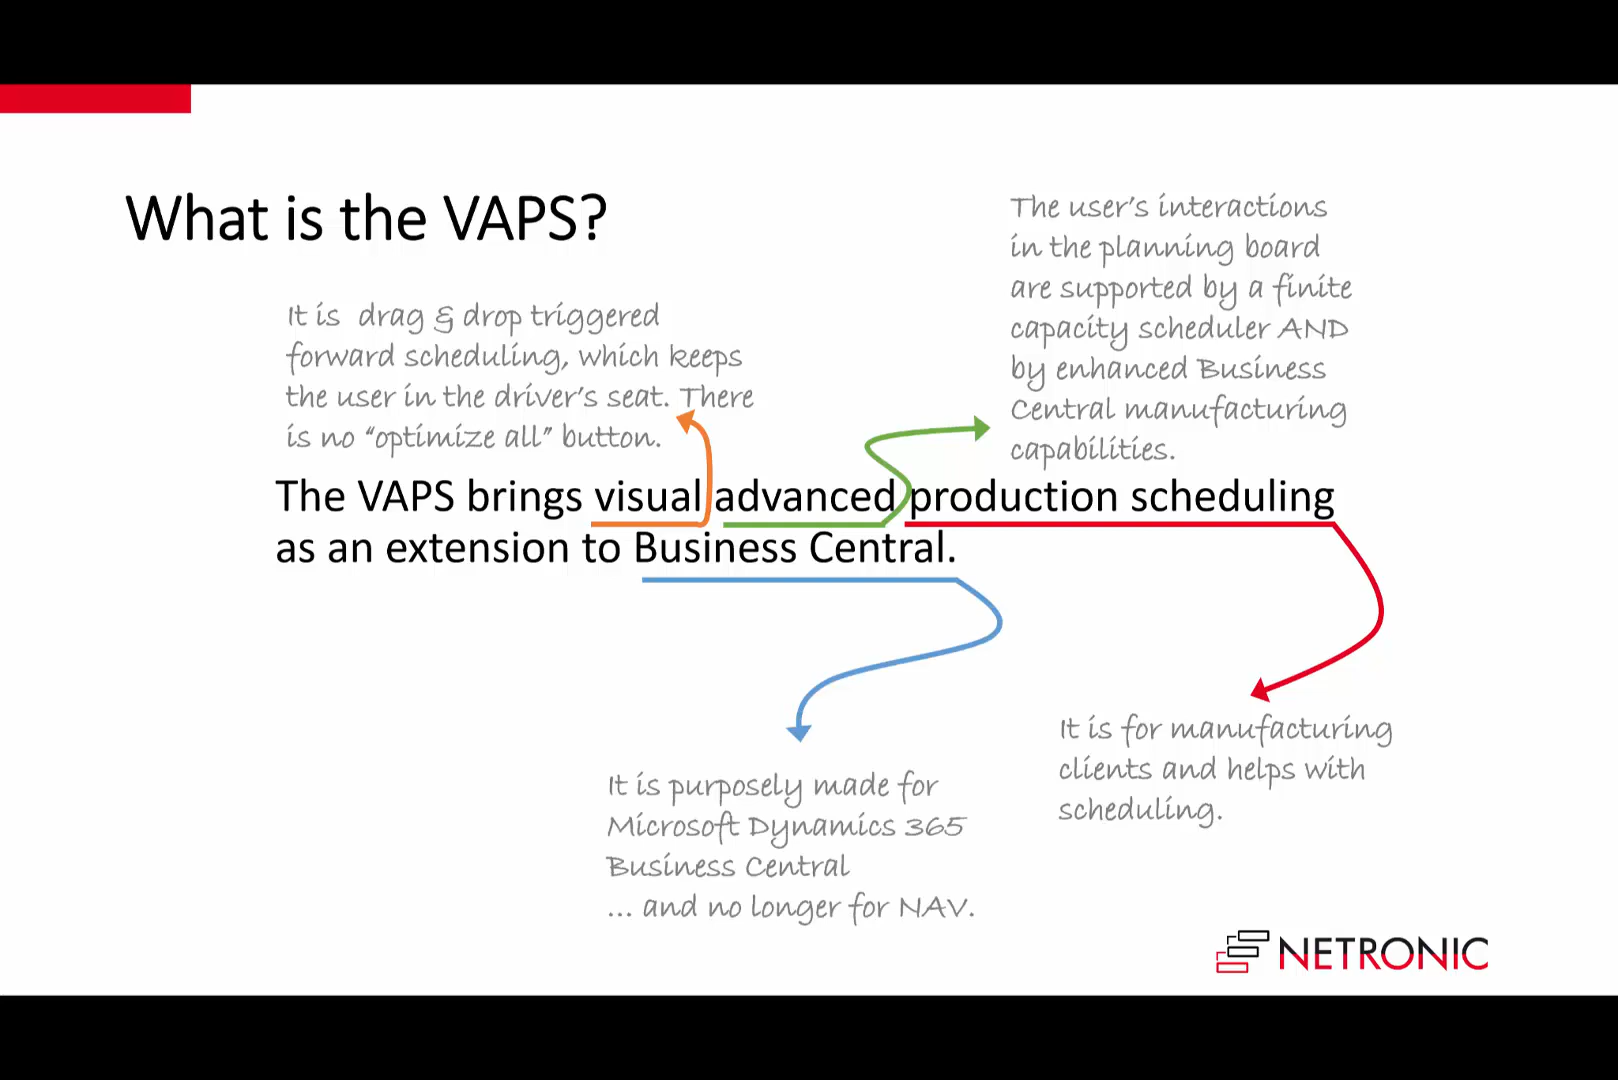 What is the VAPS?
It is drag & drop triggered
forward scheduling, which keeps
the user in the driver's seat. There
is no "optimize all" button.
The user's interactions
in the planning board
are supported by a finite
capacity scheduler AND
by enhanced Business
Central manufacturing
capabilities.
The VAPS brings visual advanced production scheduling
as an extension to Business Central.
It is purposely made for
Microsoft Dynamics 365
Business Central
... and no longer for NAV.
It is for manufacturing
clients and helps with
scheduling.
NETRONIC